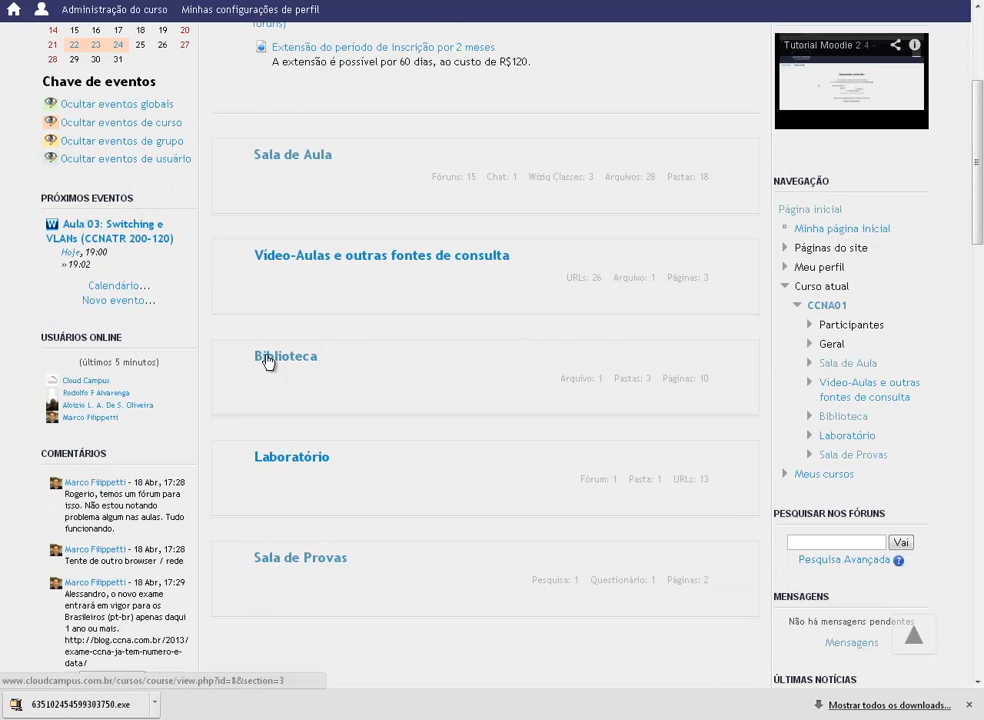 Administração do curso
Minhas configurações de perfil
14 15 16 17 18 19 20
21 22 23 24 25 26 27
28 29 30 31
Chave de eventos
Ocultar eventos globais
Ocultar eventos de curso
Ocultar eventos de grupo
Ocultar eventos de usuário
PRÓXIMOS EVENTOS
Aula 03: Switching e
VLANs (CCNATR 200-120)
Hoje, 19:00
» 19:02
Calendário...
Novo evento...
USUÁRIOS ONLINE
(últimos 5 minutos)
Cloud Campus
Rodolfo F Alvarenga
Aloizio L. A. De S. Oliveira
Marco Filippetti
COMENTÁRIOS
Marco Filippetti - 18 Abr, 17:28
Rogerio, temos um fórum para
isso. Não estou notando
problema algum nas aulas. Tudo
funcionando.
Marco Filippetti - 18 Abr, 17:28
Tente de outro browser / rede
Marco Filippetti - 18 Abr, 17:29
Alessandro, o novo exame
entrará em vigor para os
Brasileiros (pt-br) apenas daqui
1 ano ou mais.
http://blog.ccna.com.br/2013/
exame-ccna-ja-tem-numero-e-
data/
fóruns)
Extensão do período de inscrição por 2 meses
A extensão é possível por 60 dias, ao custo de R$120.
Sala de Aula
Fóruns: 15 Chat: 1 Wiziq Classes: 3 Arquivos: 28 Pastas: 18
Vídeo-Aulas e outras fontes de consulta
URLs: 26 Arquivo: 1 Páginas: 3
Biblioteca
Arquivo: 1 Pastas: 3 Páginas: 10
Laboratório
Fórum: 1 Pasta: 1 URLs: 13
Sala de Provas
Pesquisa: 1 Questionário: 1 Páginas: 2
Tutorial Moodle 2.4 -
NAVEGAÇÃO
Página inicial
Minha página inicial
Páginas do site
Meu perfil
Curso atual
CCNA01
Participantes
Geral
Sala de Aula
Vídeo-Aulas e outras
fontes de consulta
Biblioteca
Laboratório
Sala de Provas
Meus cursos
PESQUISAR NOS FÓRUNS
Vai
Pesquisa Avançada ?
MENSAGENS
Não há mensagens pendentes
Mensagens
ÚLTIMAS NOTÍCIAS
www.cloudcampus.com.br/cursos/course/view.php?id=8&section=3
635102454599303750.exe
Mostrar todos os downloads...